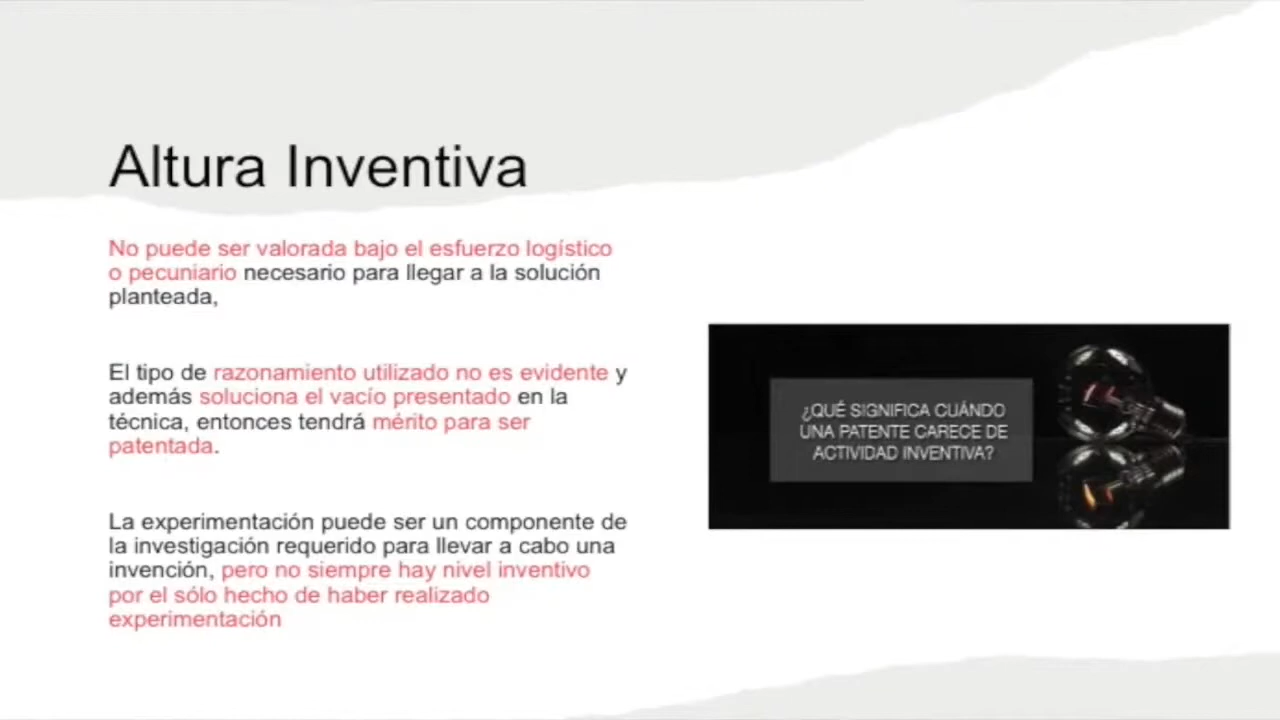 Altura Inventiva
No puede ser valorada bajo el esfuerzo logístico
o pecuniario necesario para llegar a la solución
planteada,
El tipo de razonamiento utilizado no es evidente y
además soluciona el vacío presentado en la
técnica, entonces tendrá mérito para ser
patentada.
La experimentación puede ser un componente de
la investigación requerido para llevar a cabo una
invención, pero no siempre hay nivel inventivo
por el sólo hecho de haber realizado
experimentación
¿QUÉ SIGNIFICA CUÁNDO
UNA PATENTE CARECE DE
ACTIVIDAD INVENTIVA?